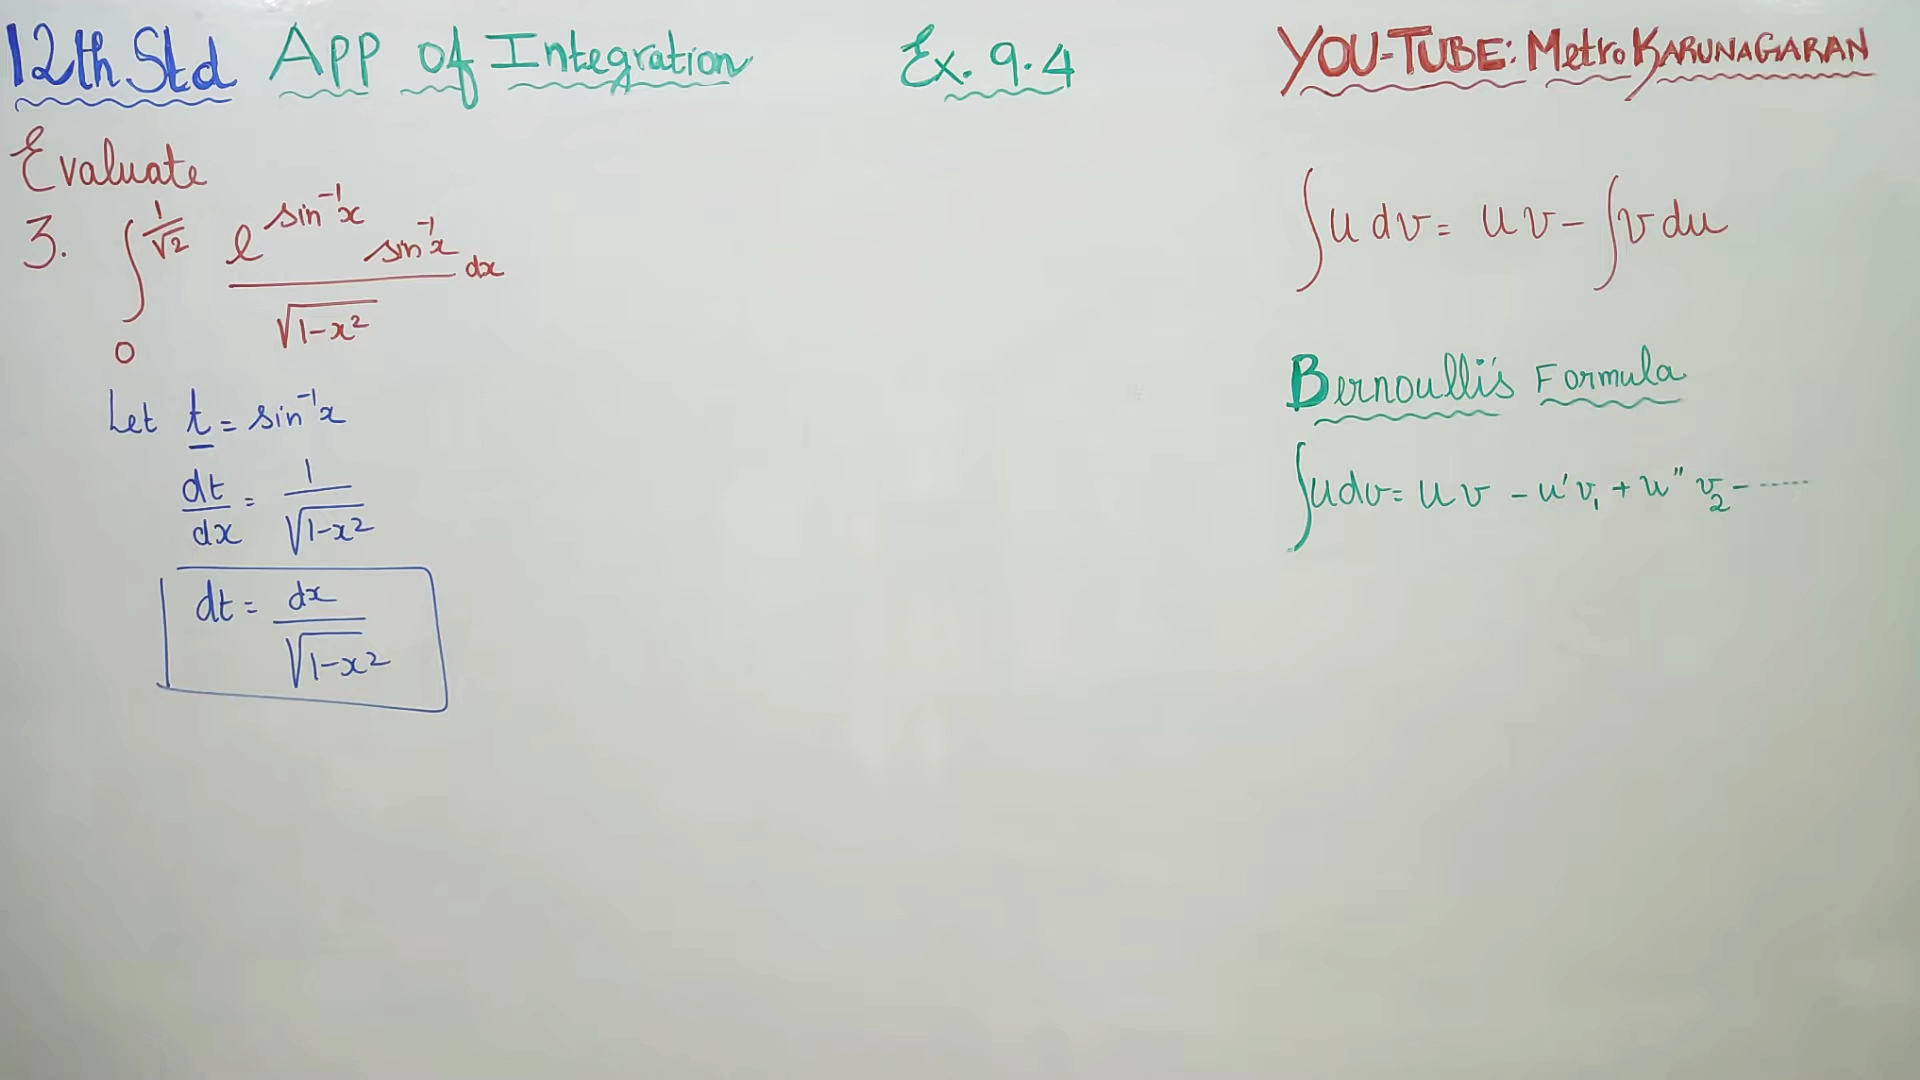 12th Std App of Integration Ex. 9.4 YOU-TUBE: Metro KARUNAGARAN
Evaluate
3. ∫₀^(1/√2) e^(sin⁻¹x) sin⁻¹x / √(1-x²) dx
Let t = sin⁻¹x
dt/dx = 1/√(1-x²)
dt = dx/√(1-x²)
∫u dv = uv - ∫v du
Bernoulli's Formula
∫udv = uv - u'v₁ + u"v₂ - ......